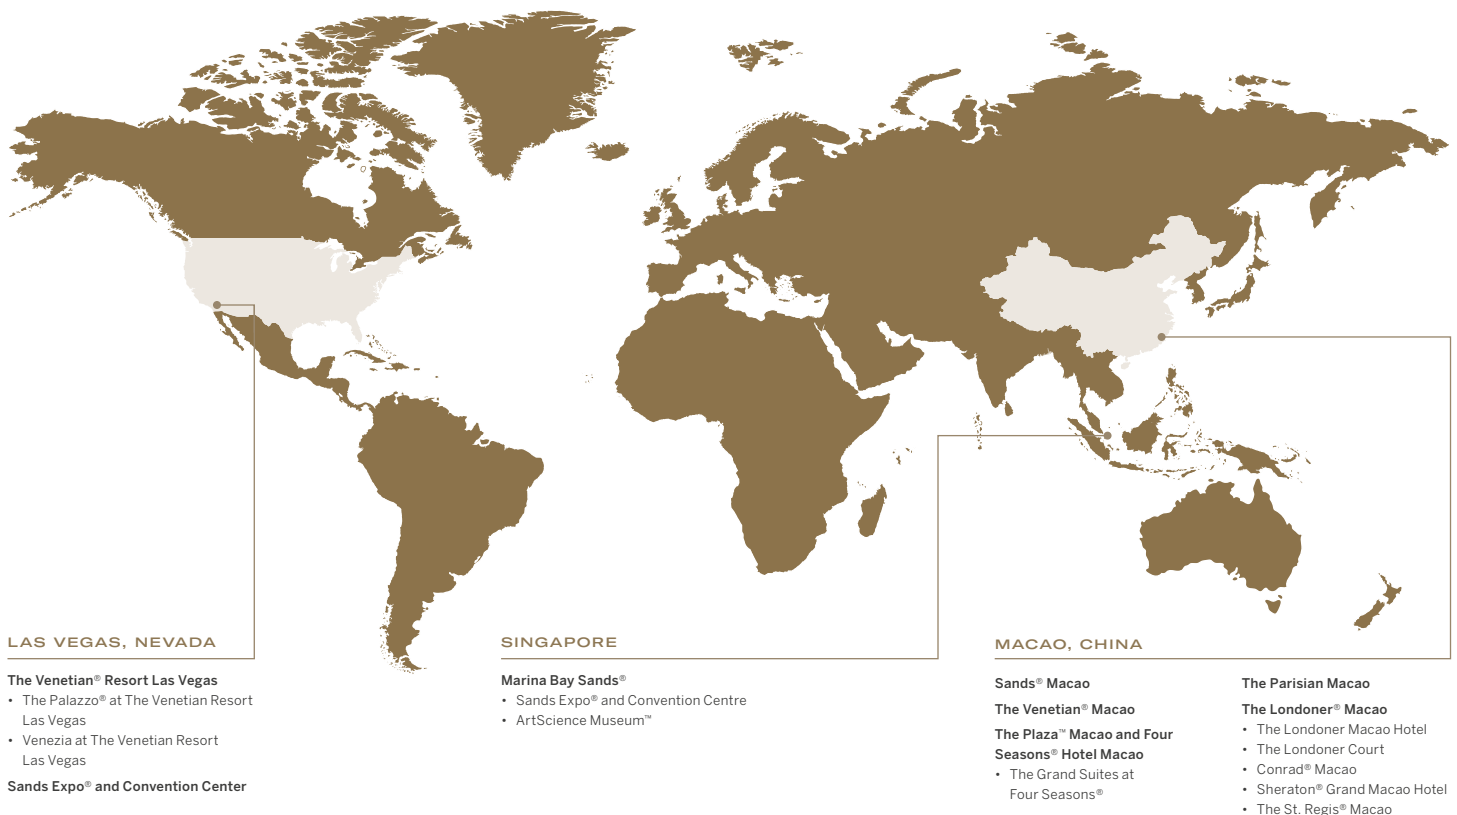 LAS VEGAS, NEVADA
The Venetian® Resort Las Vegas
• The Palazzo® at The Venetian Resort
Las Vegas
• Venezia at The Venetian Resort
Las Vegas
Sands Expo® and Convention Center
SINGAPORE
Marina Bay Sands®
• Sands Expo® and Convention Centre
• ArtScience Museum™
MACAO, CHINA
Sands® Macao
The Venetian® Macao
The Plaza™ Macao and Four
Seasons® Hotel Macao
• The Grand Suites at
Four Seasons®
The Parisian Macao
The Londoner® Macao
• The Londoner Macao Hotel
• The Londoner Court
• Conrad® Macao
• Sheraton® Grand Macao Hotel
• The St. Regis® Macao